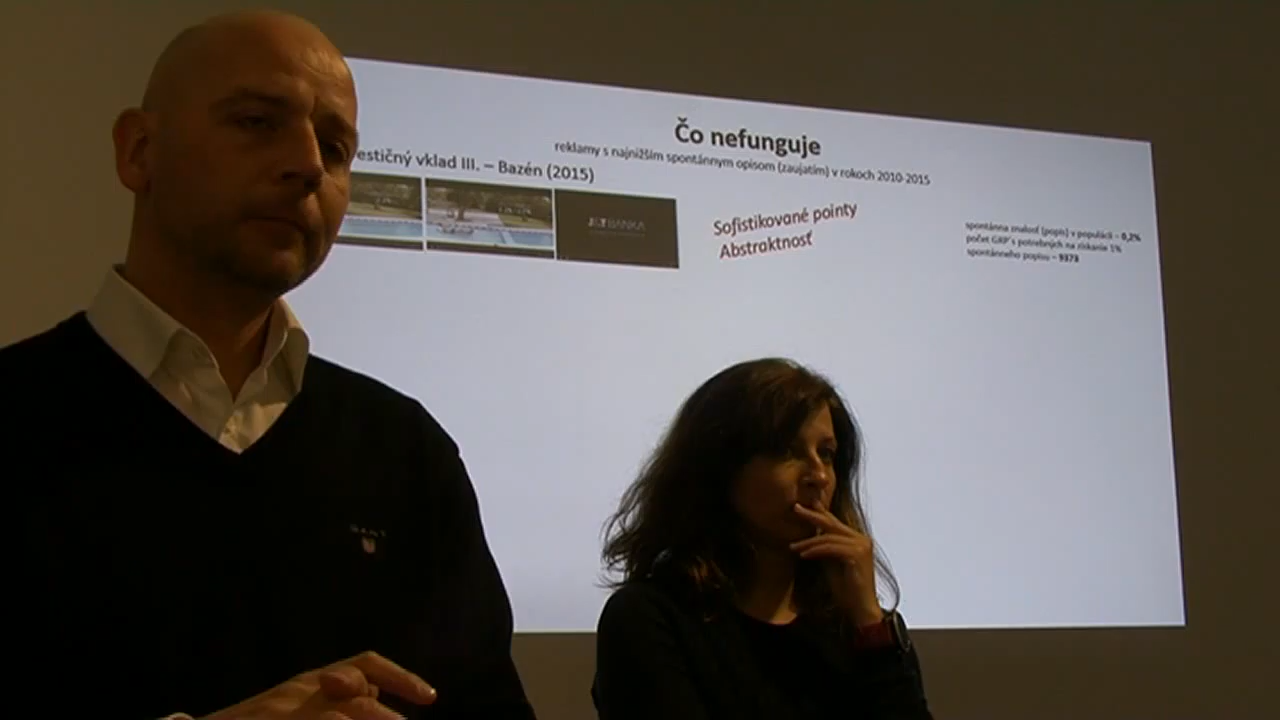 Čo nefunguje
reklamy s najnižším spontánnym opisom (zaujatím) v rokoch 2010-2015
estičný vklad III. – Bazén (2015)
J&T BANKA
Sofistikované pointy
Abstraktnosť
spontánna znalosť (popis) v populácii – 0,2%
počet GRP´s potrebných na získanie 1%
spontánneho popisu – 9373
GANT